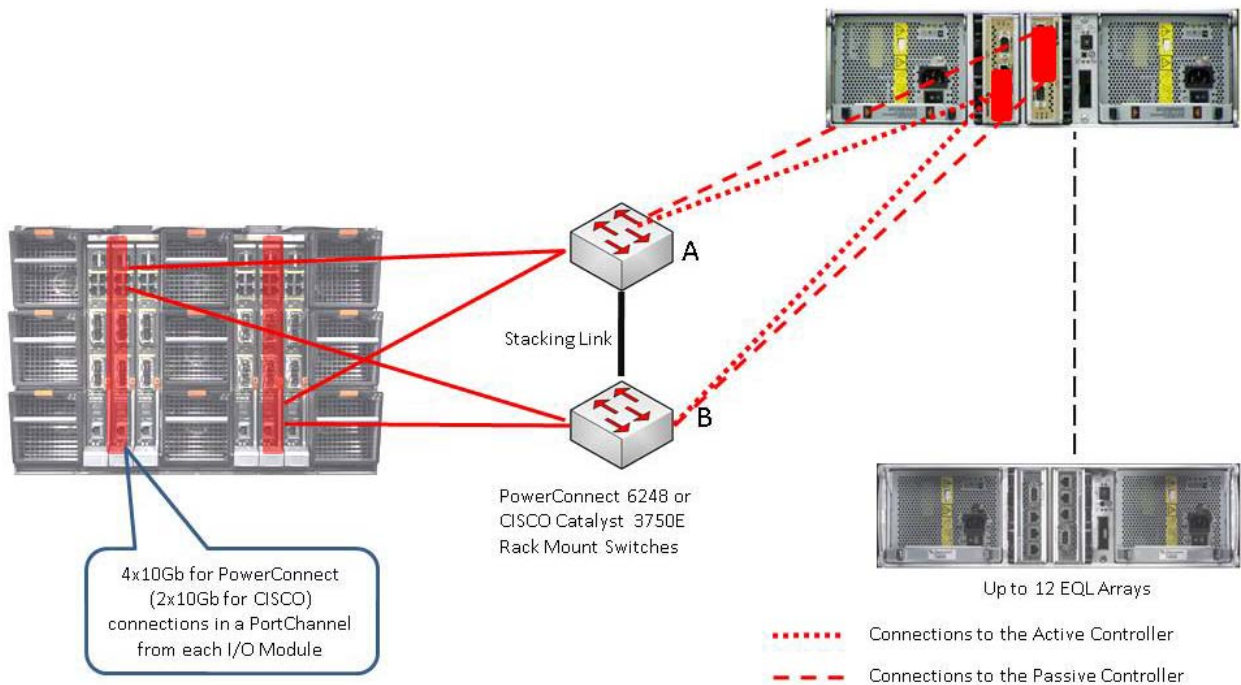 A
Stacking Link
B
PowerConnect 6248 or
CISCO Catalyst 3750E
Rack Mount Switches
4x10Gb for PowerConnect
(2x10Gb for CISCO)
connections in a PortChannel
from each I/O Module
Up to 12 EQL Arrays
Connections to the Active Controller
Connections to the Passive Controller